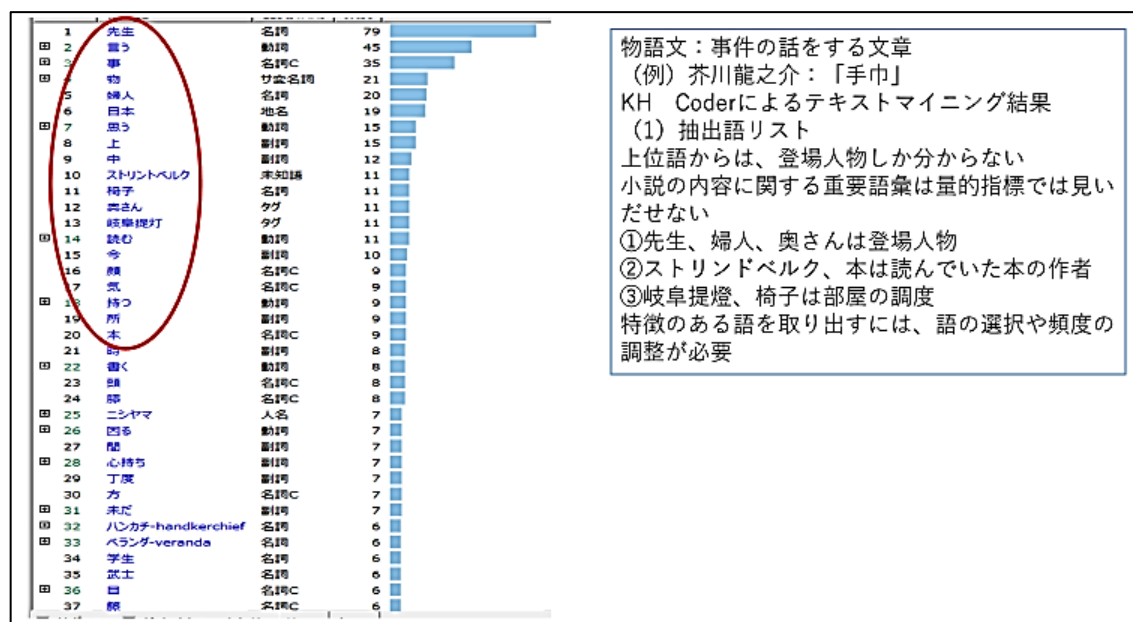 1 先生 名詞 79
2 言う 動詞 45
3 事 名詞C 35
4 物 サ変名詞 21
5 婦人 名詞 20
6 日本 地名 19
7 思う 動詞 15
8 上 副詞 15
9 中 副詞 12
10 ストリントベルク 未知語 11
11 椅子 名詞 11
12 奥さん タグ 11
13 岐阜提灯 タグ 11
14 読む 動詞 11
15 今 副詞 10
16 顔 名詞C 9
17 気 名詞C 9
18 持つ 動詞 9
19 所 副詞 9
20 本 名詞C 9
21 時 副詞 8
22 書く 動詞 8
23 頭 名詞C 8
24 膝 名詞C 8
25 ニシヤマ 人名 7
26 困る 動詞 7
27 間 副詞 7
28 心持ち 副詞 7
29 丁度 副詞 7
30 方 名詞C 7
31 未だ 副詞 7
32 ハンカチ-handkerchief 名詞 6
33 ベランダ-veranda 名詞 6
34 学生 名詞 6
35 武士 名詞 6
36 目 名詞C 6
37 名詞C 6
物語文：事件の話をする文章
（例）芥川龍之介：「手巾」
KH Coderによるテキストマイニング結果
（1）抽出語リスト
上位語からは、登場人物しか分からない
小説の内容に関する重要語彙は量的指標では見い
だせない
①先生、婦人、奥さんは登場人物
②ストリンドベルク、本は読んでいた本の作者
③岐阜提燈、椅子は部屋の調度
特徴のある語を取り出すには、語の選択や頻度の
調整が必要